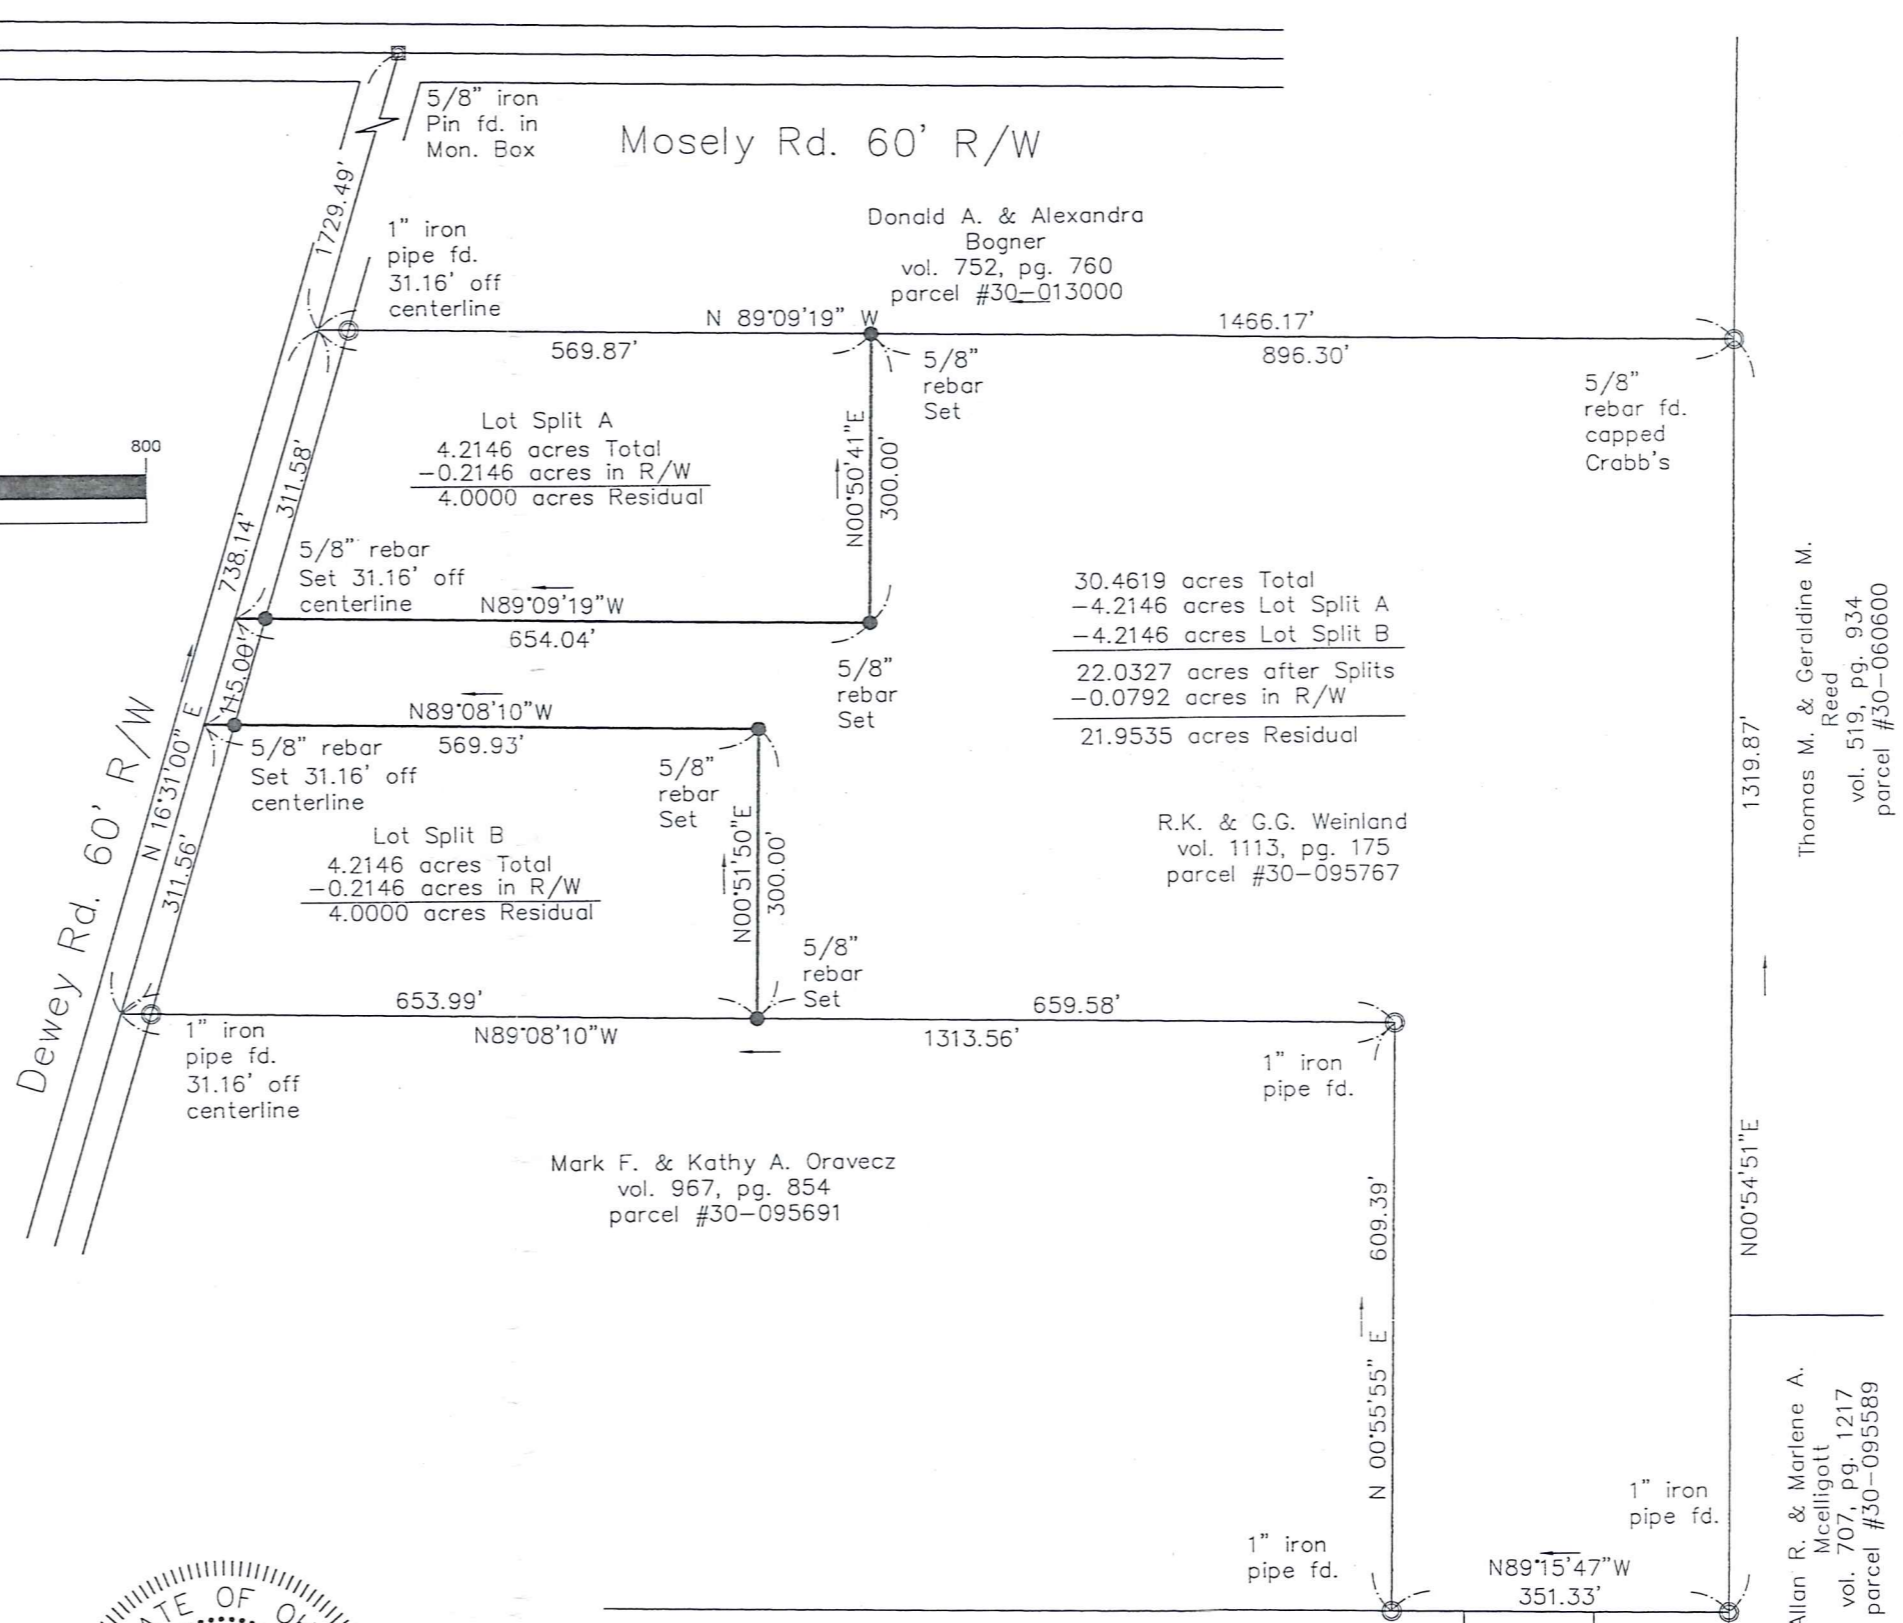 5/8" iron
Pin fd. in
Mon. Box
Mosely Rd. 60' R/W
1729.49'
1" iron
pipe fd.
31.16' off
centerline
Donald A. & Alexandra
Bogner
vol. 752, pg. 760
parcel #30-013000
N 89°09'19" W
1466.17'
569.87'
896.30'
5/8"
rebar
Set
5/8"
rebar fd.
capped
Crabb's
Lot Split A
4.2146 acres Total
-0.2146 acres in R/W
4.0000 acres Residual
N00°50'41"E
300.00'
800
311.58'
738.14'
5/8" rebar
Set 31.16' off
centerline
N89°09'19"W
654.04'
5/8"
rebar
Set
30.4619 acres Total
-4.2146 acres Lot Split A
-4.2146 acres Lot Split B
22.0327 acres after Splits
-0.0792 acres in R/W
21.9535 acres Residual
Thomas M. & Geraldine M.
Reed
vol. 519, pg. 934
parcel #30-060600
115.00'
N89°08'10"W
569.93'
5/8" rebar
Set 31.16' off
centerline
5/8"
rebar
Set
1319.87'
Dewey Rd. 60' R/W
N 16°31'00" E
311.56'
Lot Split B
4.2146 acres Total
-0.2146 acres in R/W
4.0000 acres Residual
N00°51'50"E
300.00'
R.K. & G.G. Weinland
vol. 1113, pg. 175
parcel #30-095767
5/8"
rebar
Set
653.99'
N89°08'10"W
659.58'
1313.56'
1" iron
pipe fd.
31.16' off
centerline
1" iron
pipe fd.
Mark F. & Kathy A. Oravecz
vol. 967, pg. 854
parcel #30-095691
609.39'
N 00°55'55" E
N00°54'51"E
Allan R. & Marlene A.
Mcelligott
vol. 707, pg. 1217
parcel #30-095589
1" iron
pipe fd.
1" iron
pipe fd.
N89°15'47"W
351.33'
OF